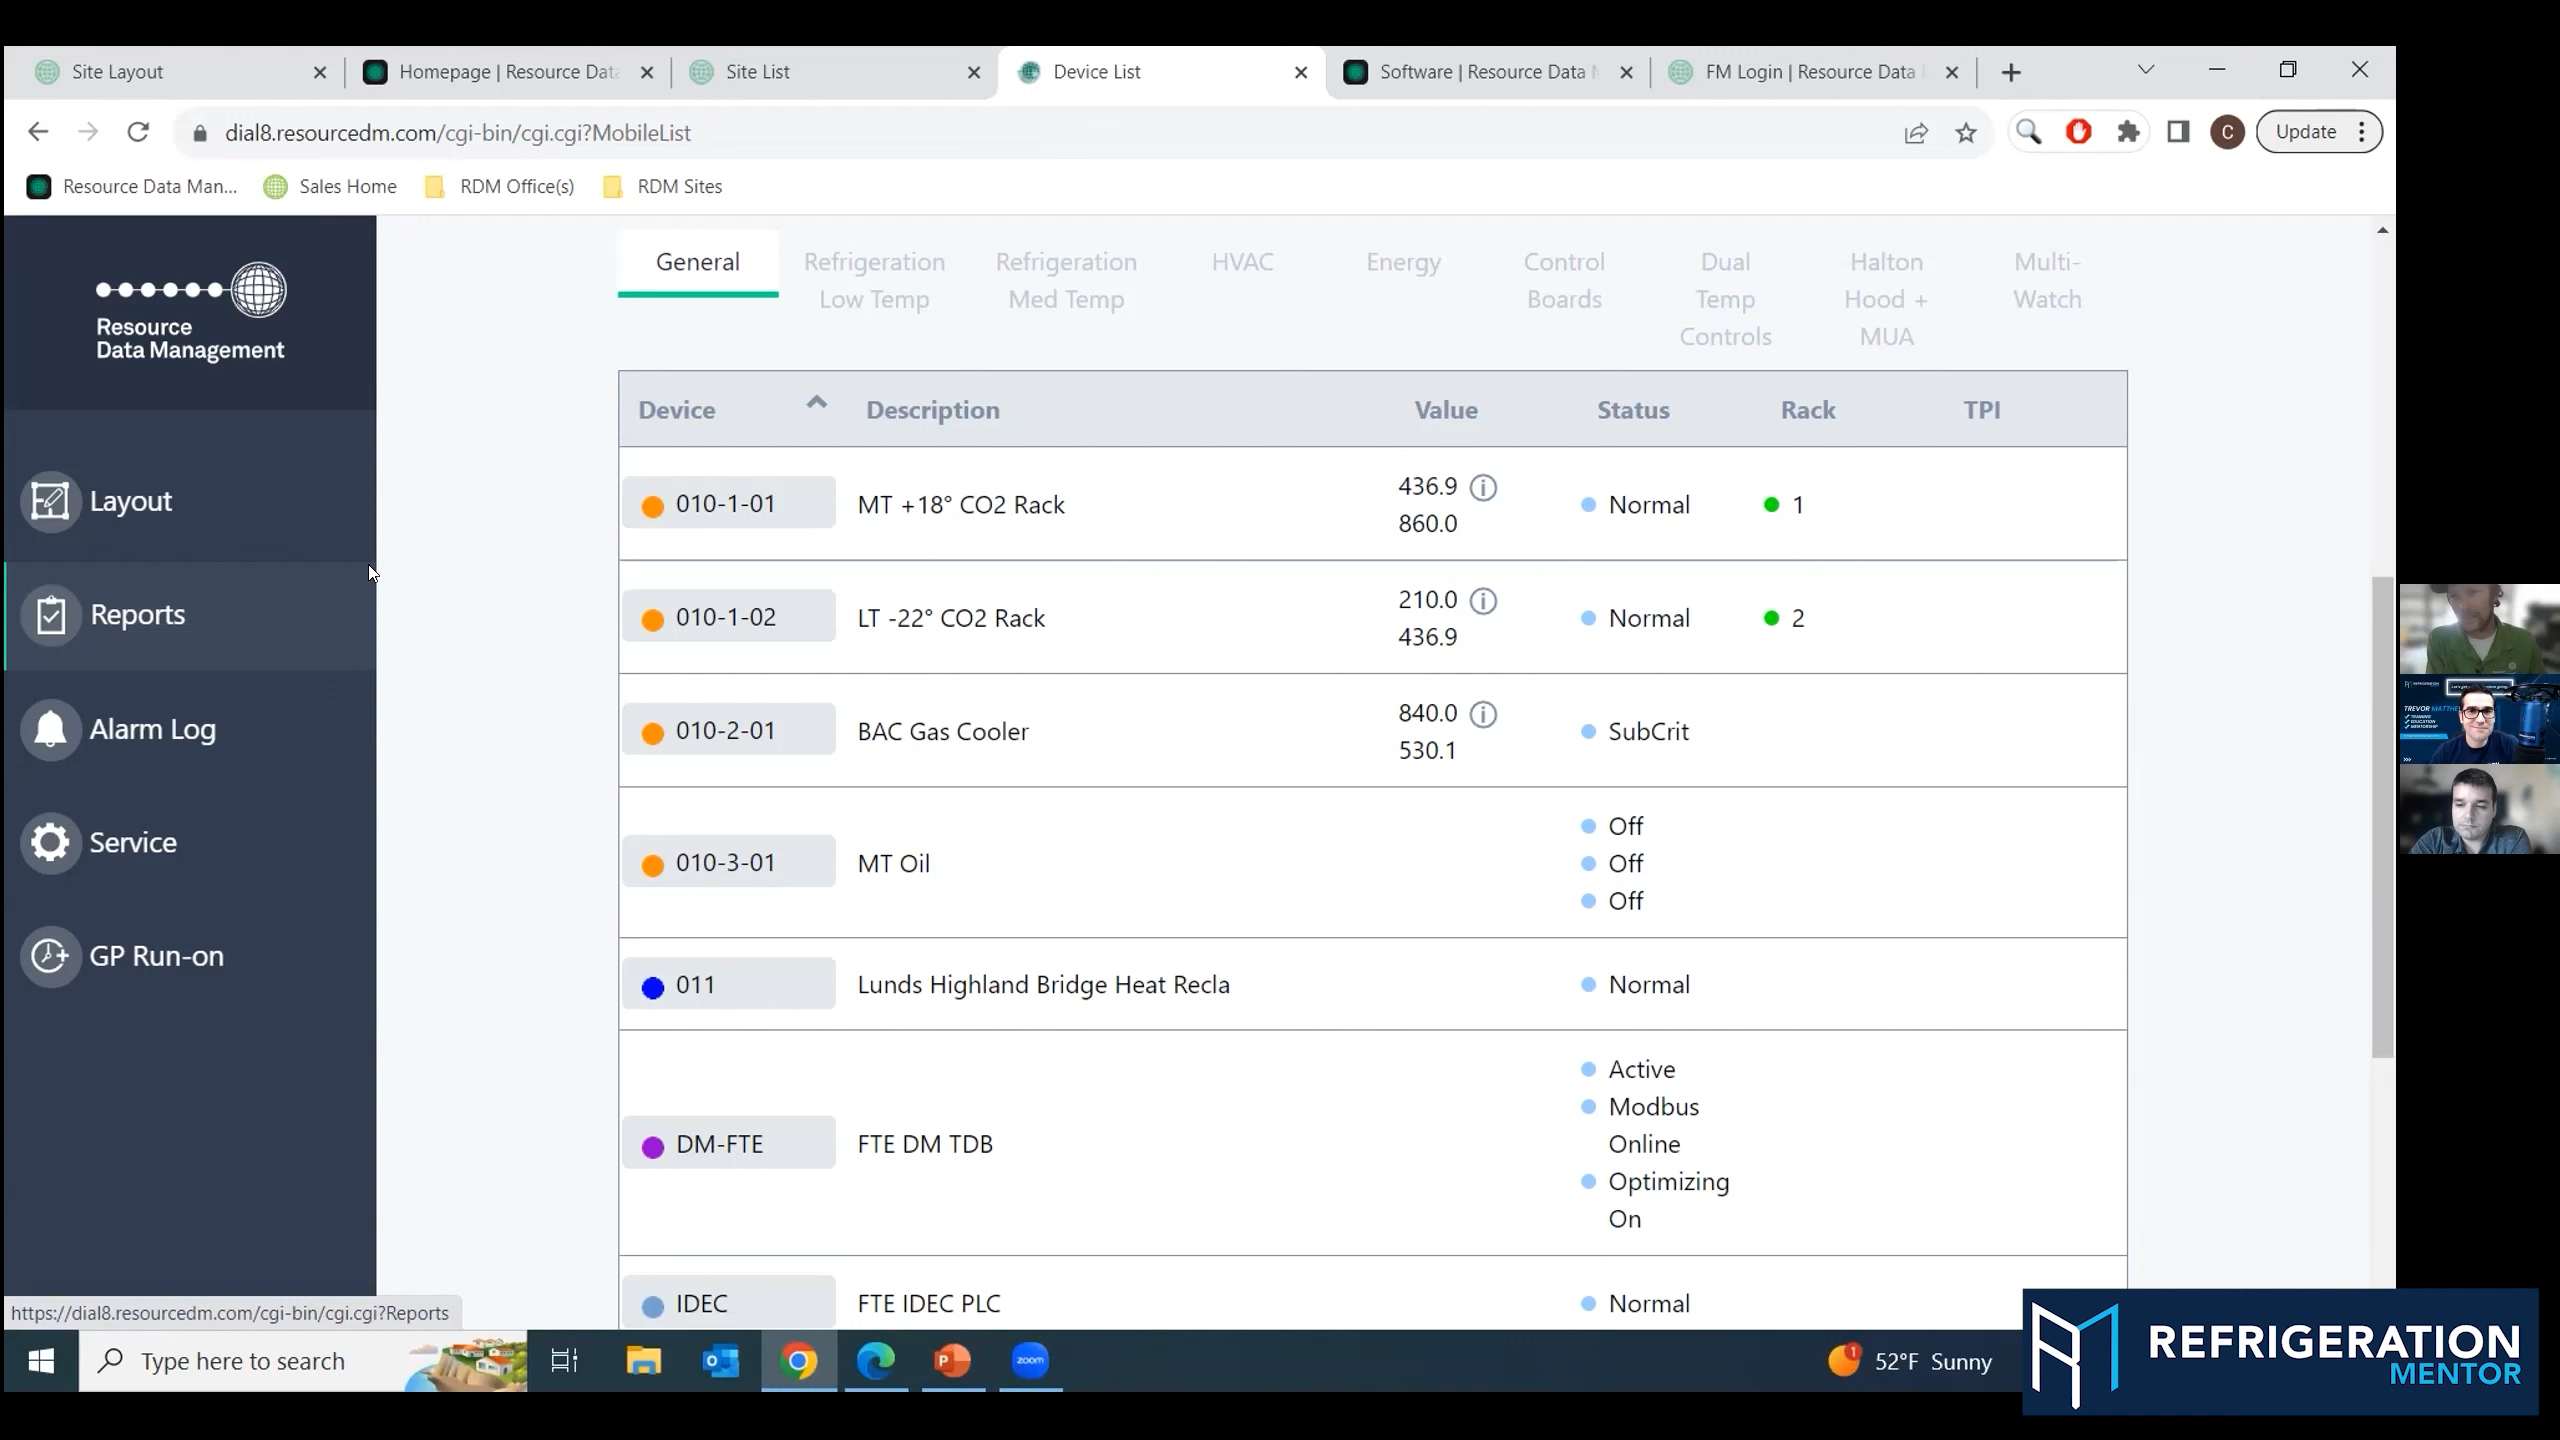 Site Layout
Homepage | Resource Data
Site List
Device List
Software | Resource Data M
FM Login | Resource Data
dial8.resourcedm.com/cgi-bin/cgi.cgi?MobileList
C
Update
Resource Data Man...
Sales Home
RDM Office(s)
RDM Sites
Resource
Data Management
Layout
Reports
Alarm Log
Service
GP Run-on
General
Refrigeration
Low Temp
Refrigeration
Med Temp
HVAC
Energy
Control
Boards
Dual
Temp
Controls
Halton
Hood +
MUA
Multi-
Watch
Device
Description
Value
Status
Rack
TPI
010-1-01
MT +18° CO2 Rack
436.9
860.0
Normal
1
010-1-02
LT -22° CO2 Rack
210.0
436.9
Normal
2
010-2-01
BAC Gas Cooler
840.0
530.1
SubCrit
010-3-01
MT Oil
Off
Off
Off
011
Lunds Highland Bridge Heat Recla
Normal
DM-FTE
FTE DM TDB
Active
Modbus
Online
Optimizing
On
IDEC
FTE IDEC PLC
Normal
https://dial8.resourcedm.com/cgi-bin/cgi.cgi?Reports
Type here to search
zoom
1
52°F Sunny
TREVOR MATTHE
TRAINING
EDUCATION
MENTORSHIP
REFRIGERATION
MENTOR